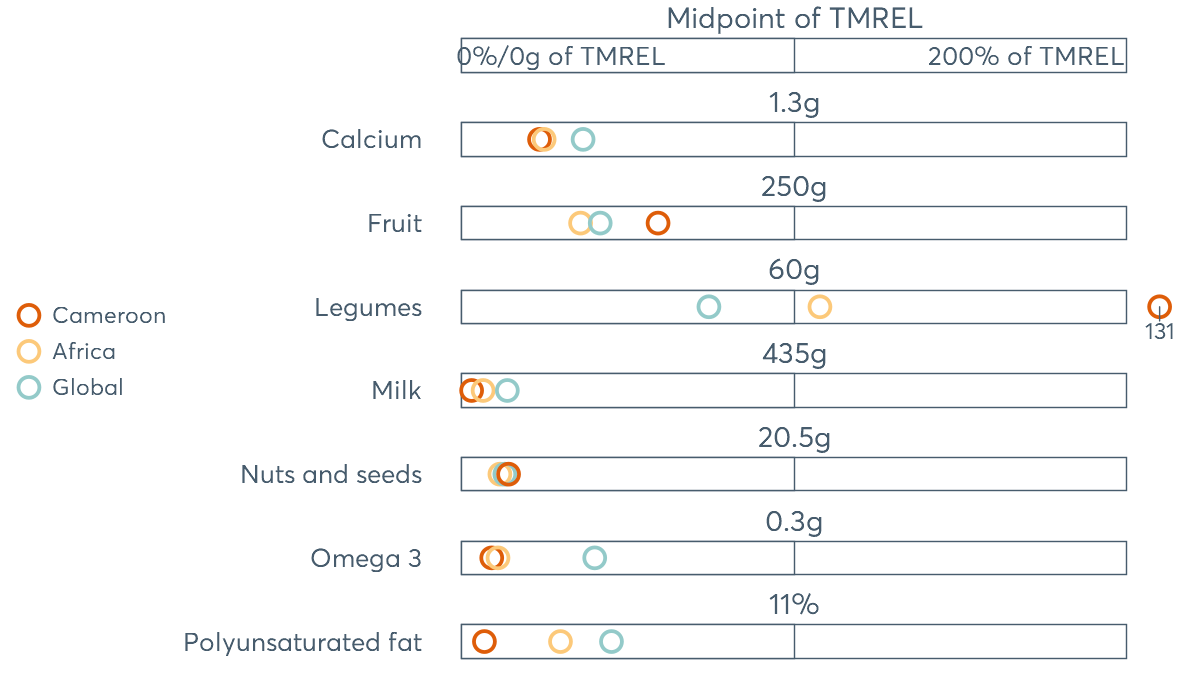 Midpoint of TMREL
0%/0g of TMREL
200% of TMREL
1.3g
Calcium
250g
Fruit
60g
Legumes
131
435g
Milk
20.5g
Nuts and seeds
0.3g
Omega 3
11%
Polyunsaturated fat
Cameroon
Africa
Global